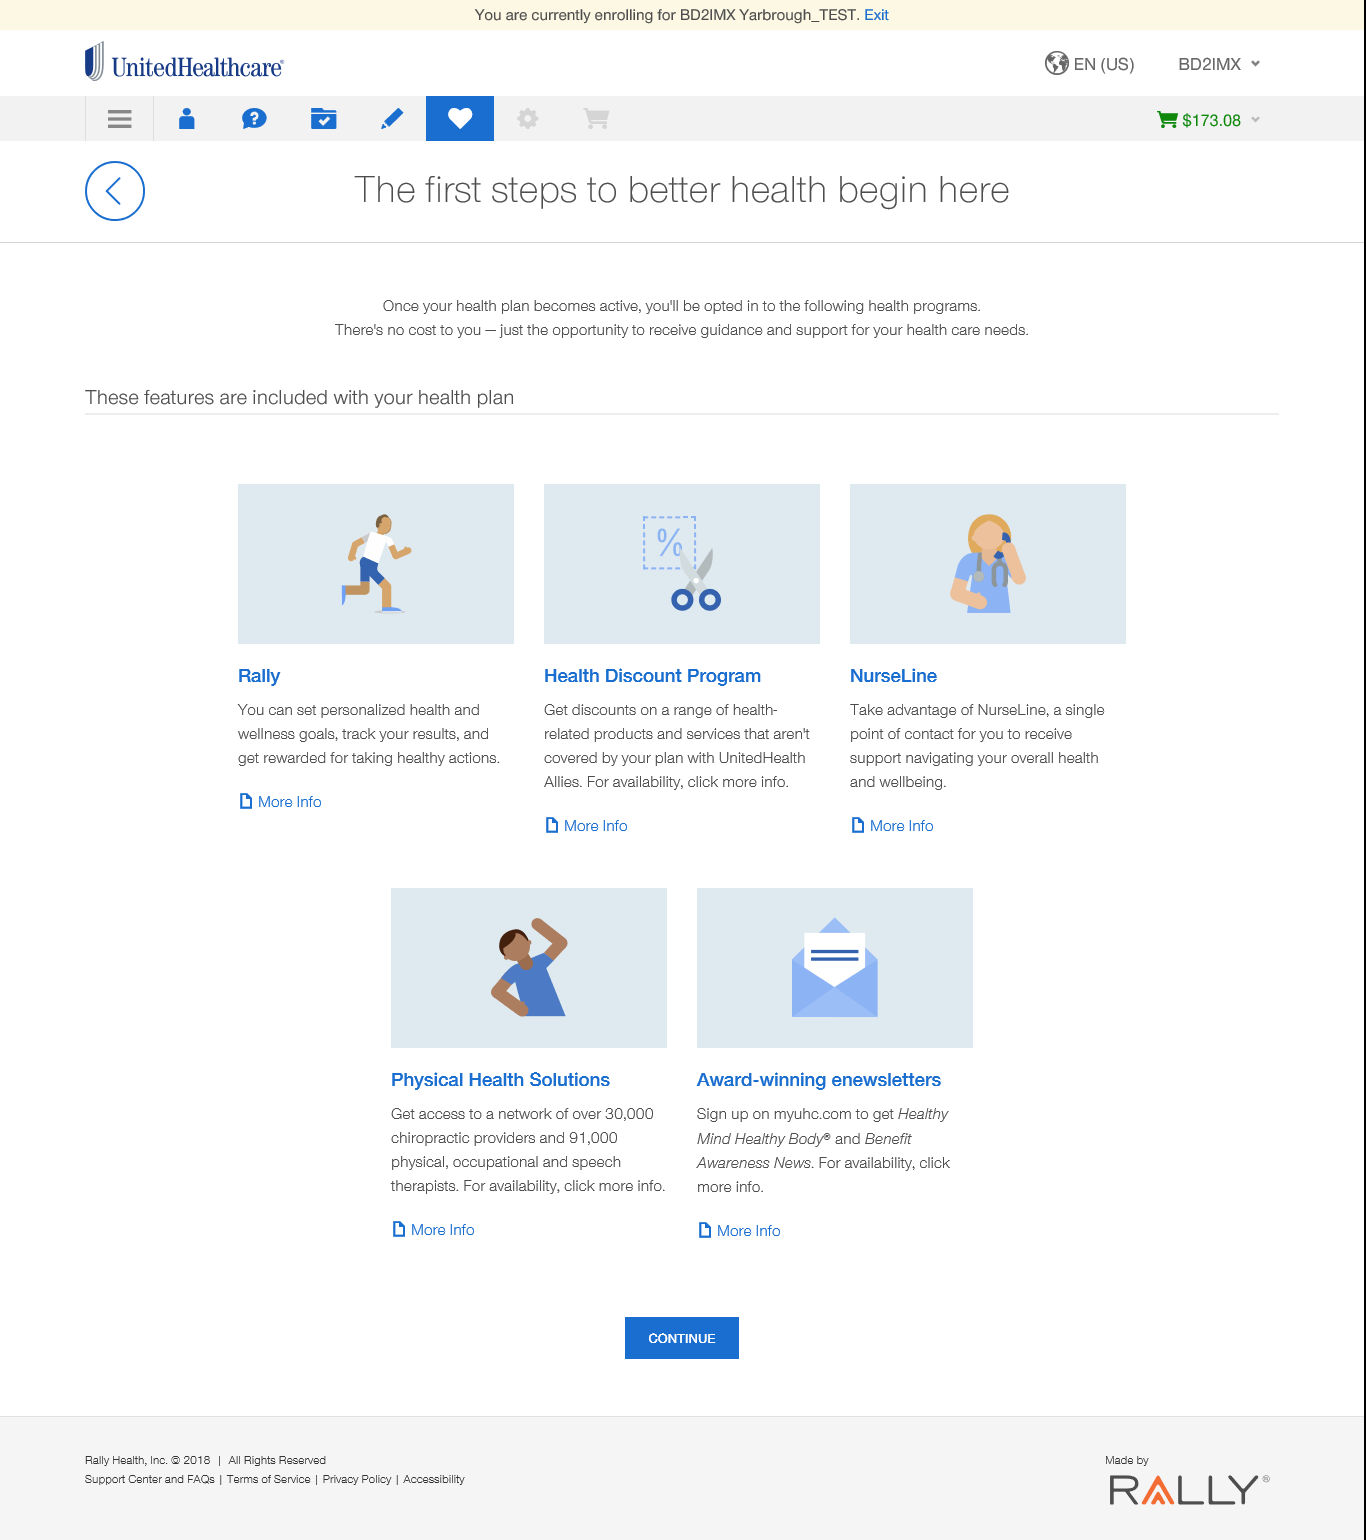 You are currently enrolling for BD2IMX Yarbrough_TEST. Exit
UnitedHealthcare®
EN (US)
BD2IMX
$173.08
The first steps to better health begin here
Once your health plan becomes active, you'll be opted in to the following health programs.
There's no cost to you — just the opportunity to receive guidance and support for your health care needs.
These features are included with your health plan
%
Rally
You can set personalized health and
wellness goals, track your results, and
get rewarded for taking healthy actions.
More Info
Health Discount Program
Get discounts on a range of health-
related products and services that aren't
covered by your plan with UnitedHealth
Allies. For availability, click more info.
More Info
NurseLine
Take advantage of NurseLine, a single
point of contact for you to receive
support navigating your overall health
and wellbeing.
More Info
Physical Health Solutions
Get access to a network of over 30,000
chiropractic providers and 91,000
physical, occupational and speech
therapists. For availability, click more info.
More Info
Award-winning enewsletters
Sign up on myuhc.com to get Healthy
Mind Healthy Body® and Benefit
Awareness News. For availability, click
more info.
More Info
CONTINUE
Rally Health, Inc. © 2018 | All Rights Reserved
Support Center and FAQs | Terms of Service | Privacy Policy | Accessibility
Made by
RALLY®